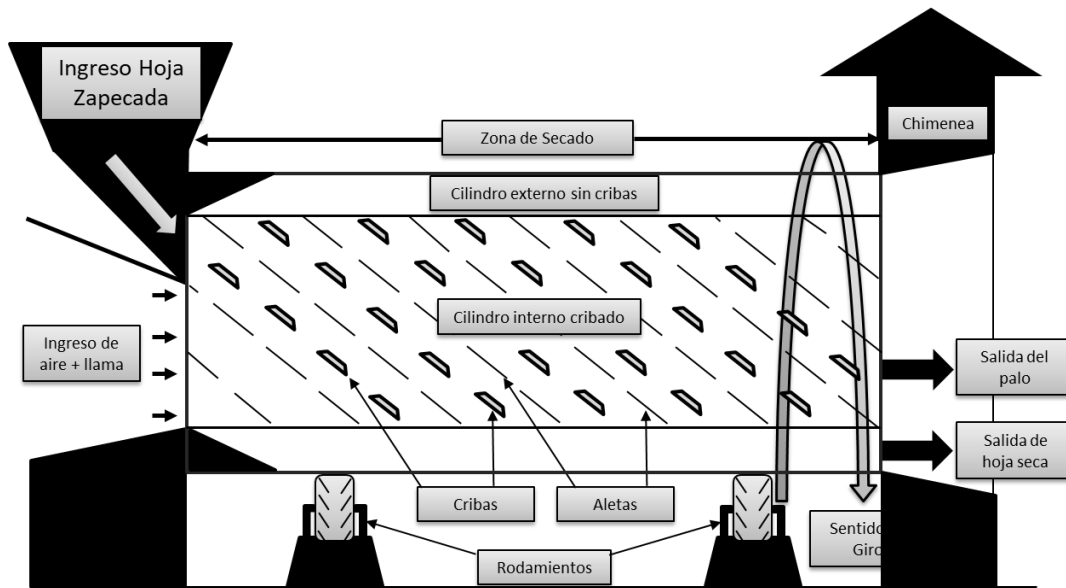 Ingreso Hoja
Zapecada
Zona de Secado
Chimenea
Cilindro externo sin cribas
Cilindro interno cribado
Ingreso de
aire + llama
Salida del
palo
Salida de
hoja seca
Cribas
Aletas
Sentido
Giro
Rodamientos